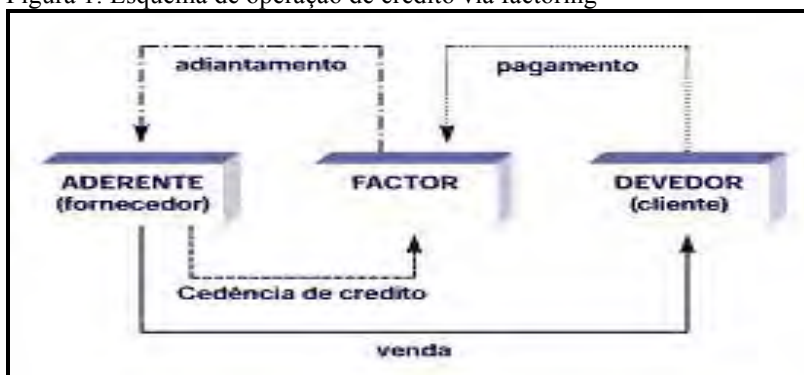 Figura 1: Esquema de operação de crédito via factoring
adiantamento
pagamento
ADERENTE
(fornecedor)
FACTOR
DEVEDOR
(cliente)
Cedência de credito
venda